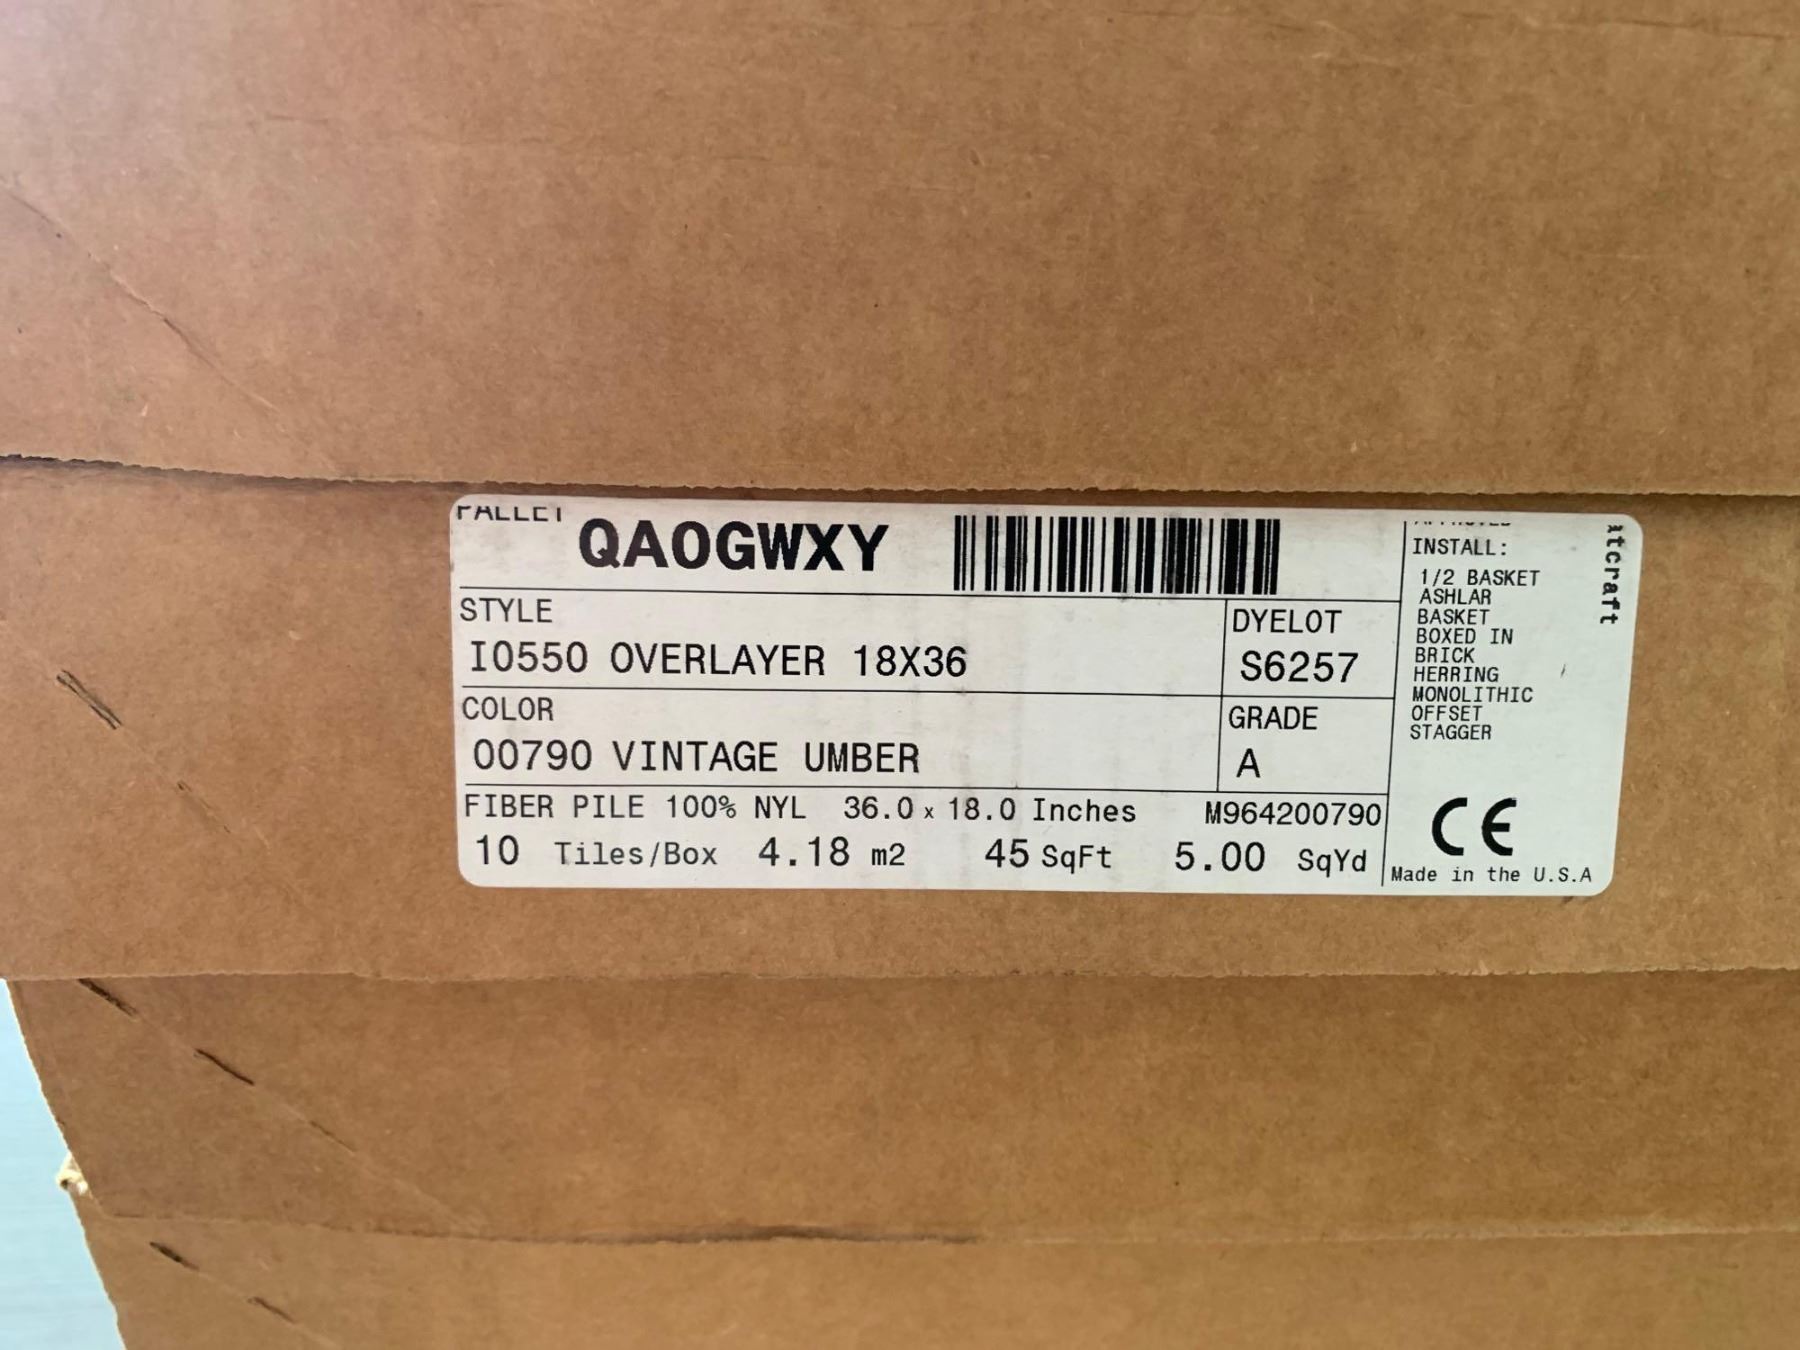 PALLET
QAOGWXY
STYLE
I0550 OVERLAYER 18X36
DYELOT
S6257
COLOR
00790 VINTAGE UMBER
GRADE
A
FIBER PILE 100% NYL 36.0 x 18.0 Inches M964200790
10 Tiles/Box 4.18 m2 45 SqFt 5.00 SqYd
INSTALL:
1/2 BASKET
ASHLAR
BASKET
BOXED IN
BRICK
HERRING
MONOLITHIC
OFFSET
STAGGER
CE
Made in the U.S.A